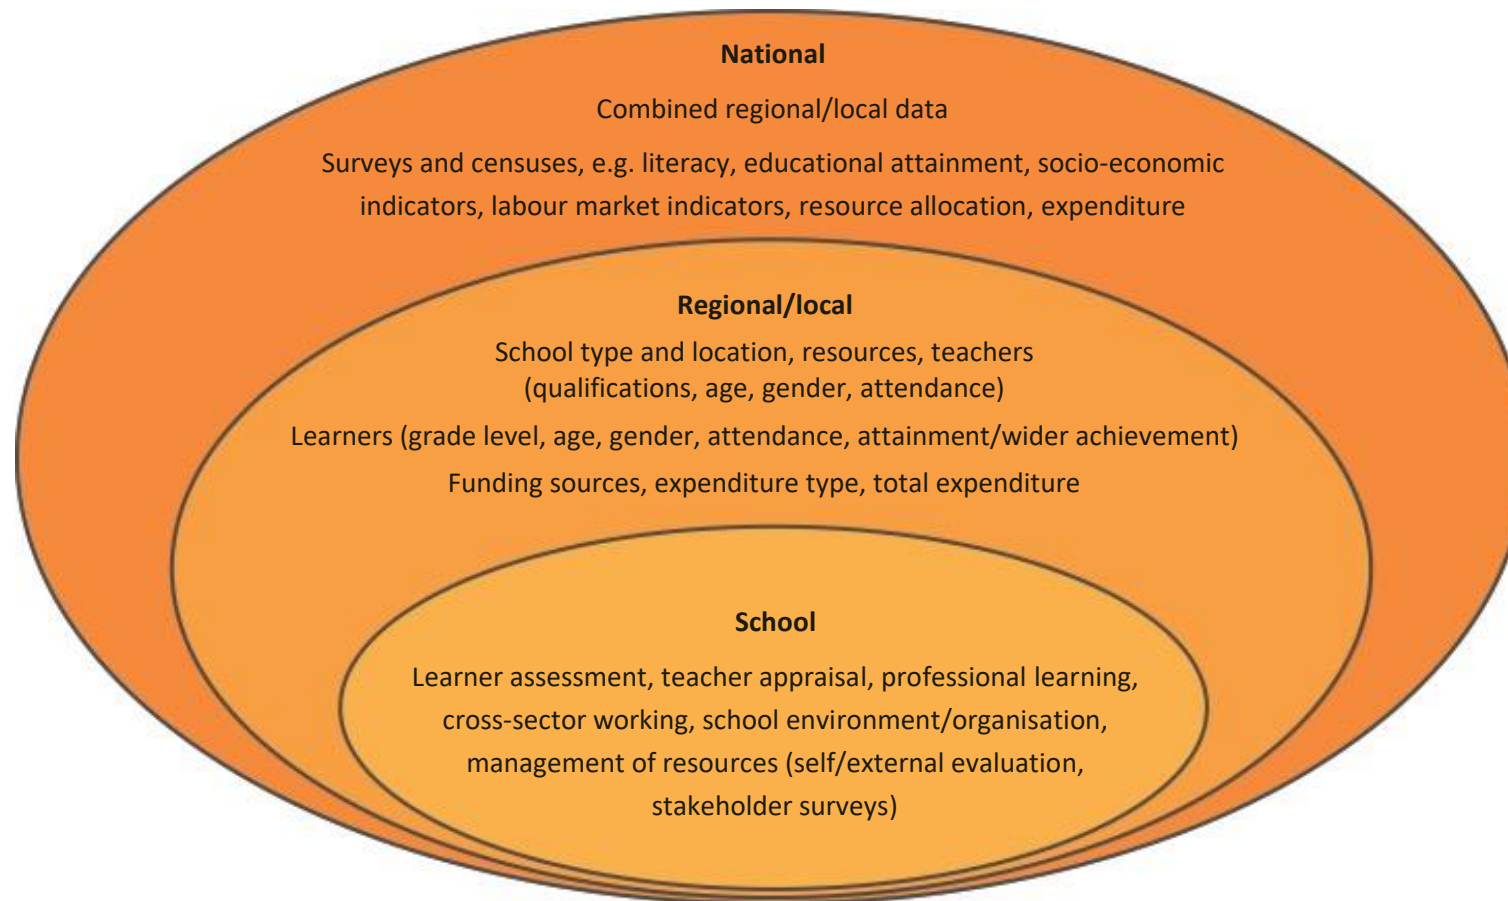 National
Combined regional/local data
Surveys and censuses, e.g. literacy, educational attainment, socio-economic
indicators, labour market indicators, resource allocation, expenditure
Regional/local
School type and location, resources, teachers
(qualifications, age, gender, attendance)
Learners (grade level, age, gender, attendance, attainment/wider achievement)
Funding sources, expenditure type, total expenditure
School
Learner assessment, teacher appraisal, professional learning,
cross-sector working, school environment/organisation,
management of resources (self/external evaluation,
stakeholder surveys)